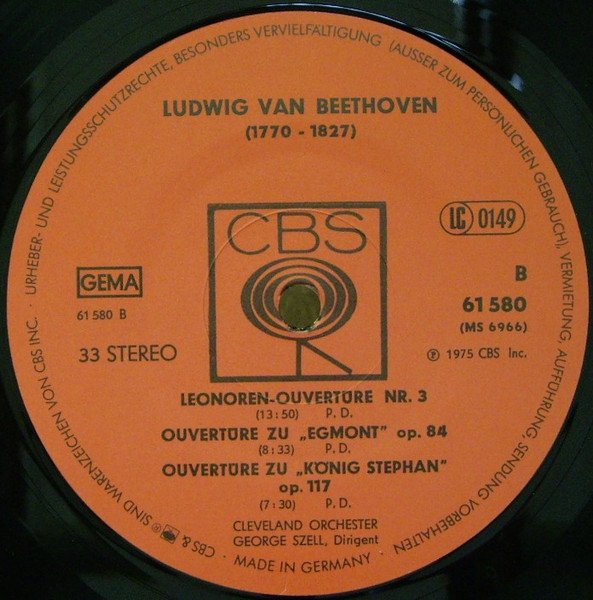 URHEBER- UND LEISTUNGSSCHUTZRECHTE, BESONDERS VERVIELFÄLTIGUNG (AUSSER ZUM PERSÖNLICHEN GEBRAUCH), VERMIETUNG, AUFFÜHRUNG, SENDUNG VORBEHALTEN
LUDWIG VAN BEETHOVEN
(1770 - 1827)
CBS
LC 0149
GEMA
61 580 B
33 STEREO
B
61 580
(MS 6966)
℗ 1975 CBS Inc.
LEONOREN-OUVERTÜRE NR. 3
(13:50) P. D.
OUVERTÜRE ZU „EGMONT" op. 84
(8:33) P. D.
OUVERTÜRE ZU „KÖNIG STEPHAN"
op. 117
(7:30) P. D.
CLEVELAND ORCHESTER
GEORGE SZELL, Dirigent
· MADE IN GERMANY ·
CBS & ® SIND WARENZEICHEN VON CBS INC. ·